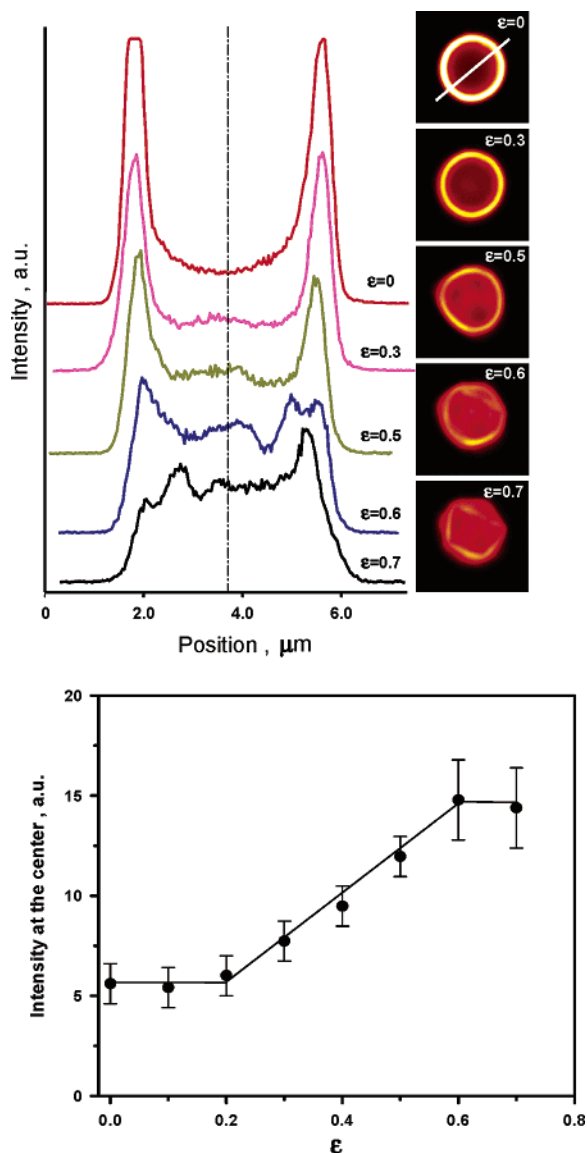 Intensity , a.u.
ε=0
ε=0.3
ε=0.5
ε=0.6
ε=0.7
0 2.0 4.0 6.0
Position , μm
ε=0
ε=0.3
ε=0.5
ε=0.6
ε=0.7
Intensity at the center , a.u.
20
15
10
5
0
0.0 0.2 0.4 0.6 0.8
ε